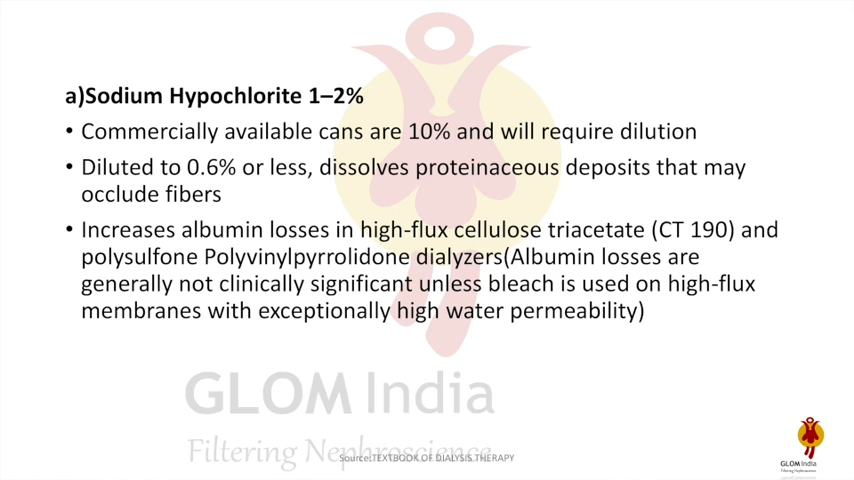 a)Sodium Hypochlorite 1–2%
• Commercially available cans are 10% and will require dilution
• Diluted to 0.6% or less, dissolves proteinaceous deposits that may
occlude fibers
• Increases albumin losses in high-flux cellulose triacetate (CT 190) and
polysulfone Polyvinylpyrrolidone dialyzers(Albumin losses are
generally not clinically significant unless bleach is used on high-flux
membranes with exceptionally high water permeability)
GLOM India
Filtering Nephroscience
Source:TEXTBOOK OF DIALYSIS THERAPY
GLOM India
Filtering Nephroscience